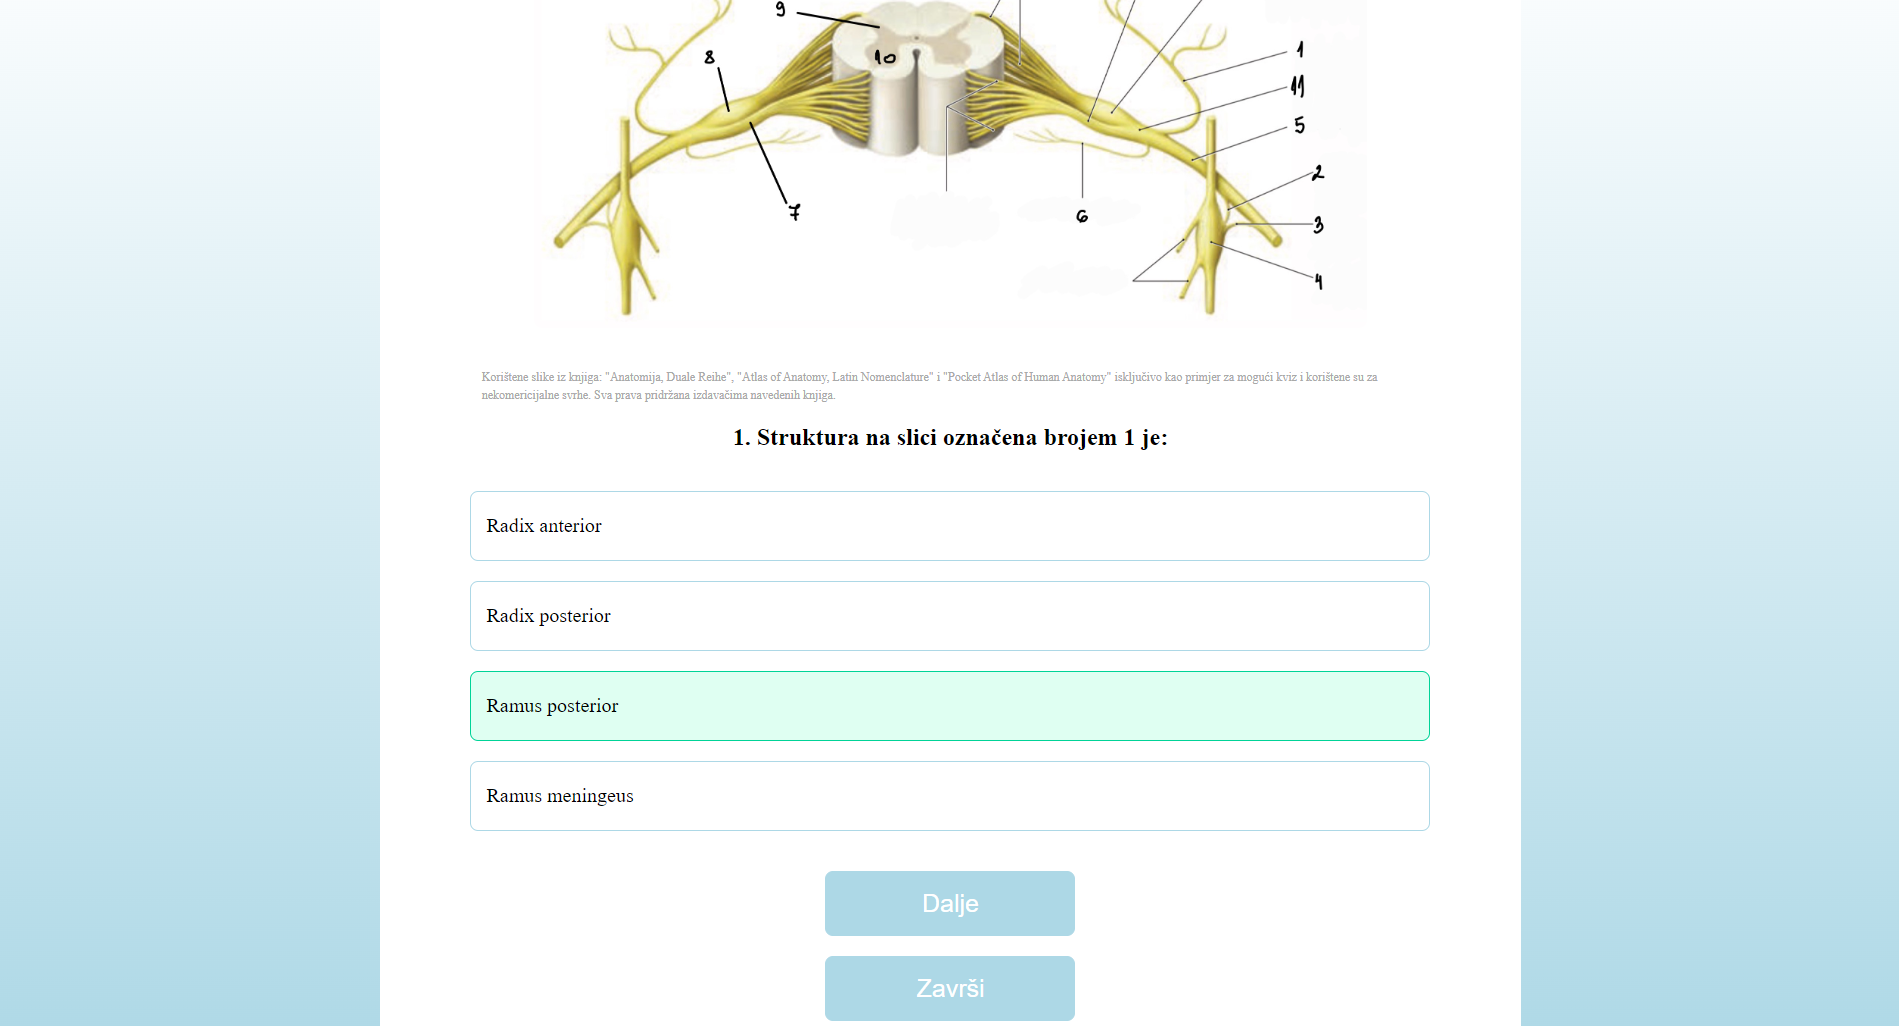 9
8
10
1
11
5
2
7
6
3
4
Korištene slike iz knjiga: "Anatomija, Duale Reihe", "Atlas of Anatomy, Latin Nomenclature" i "Pocket Atlas of Human Anatomy" isključivo kao primjer za mogući kviz i korištene su za
nekomericijalne svrhe. Sva prava pridržana izdavačima navedenih knjiga.
1. Struktura na slici označena brojem 1 je:
Radix anterior
Radix posterior
Ramus posterior
Ramus meningeus
Dalje
Završi